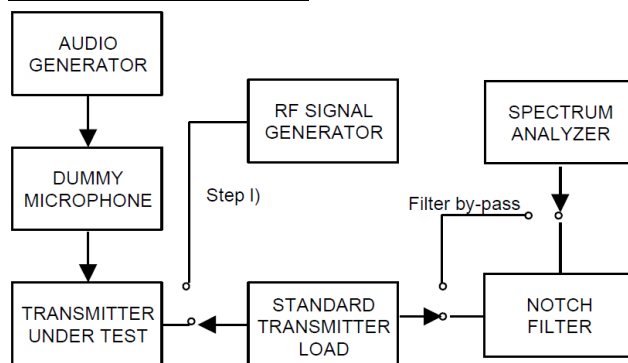 AUDIO
GENERATOR
RF SIGNAL
GENERATOR
SPECTRUM
ANALYZER
DUMMY
MICROPHONE
Step I)
Filter by-pass
TRANSMITTER
UNDER TEST
STANDARD
TRANSMITTER
LOAD
NOTCH
FILTER